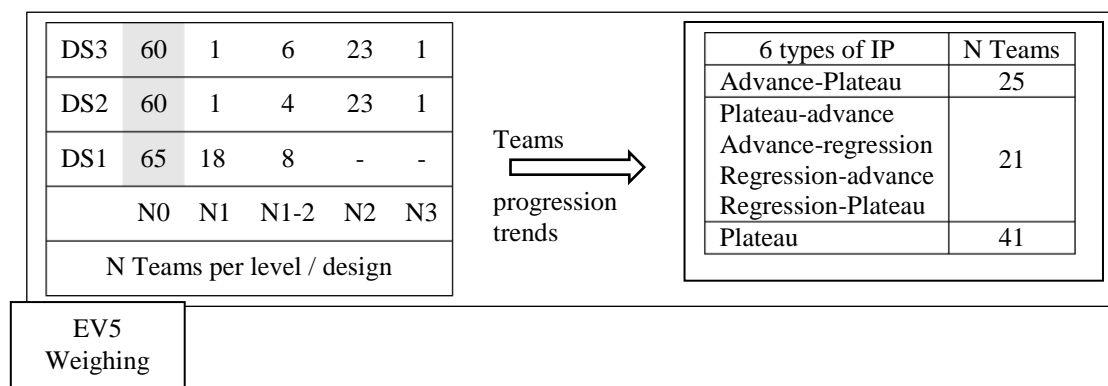 DS3 60 1 6 23 1
DS2 60 1 4 23 1
DS1 65 18 8 - -
N0 N1 N1-2 N2 N3
N Teams per level / design
EV5
Weighing
Teams
progression
trends
6 types of IP N Teams
Advance-Plateau 25
Plateau-advance
Advance-regression
Regression-advance
Regression-Plateau
21
Plateau 41